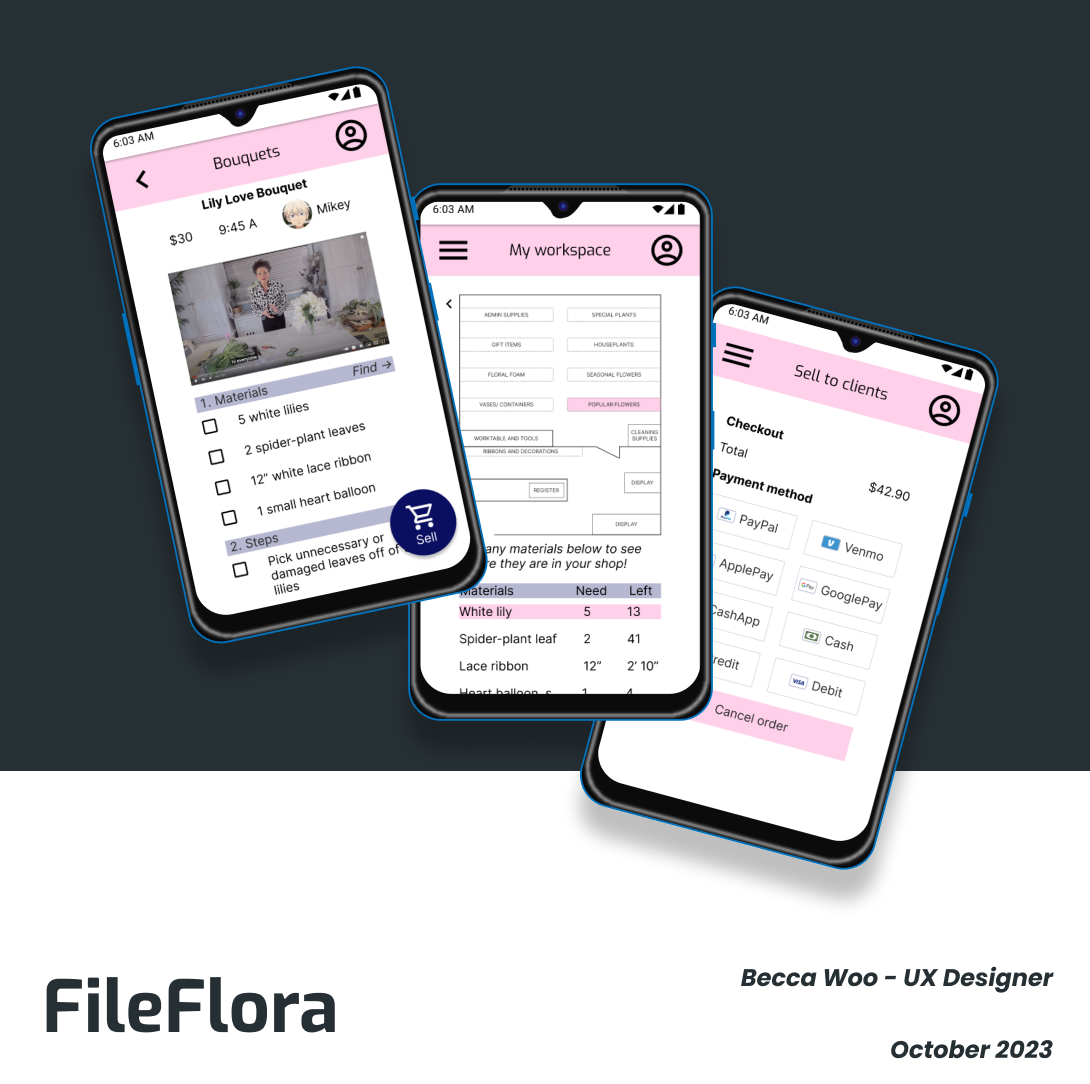 6:03 AM
Bouquets
Lily Love Bouquet
$30
9:45 A
Mikey
hi everyone
1. Materials
Find →
5 white lilies
2 spider-plant leaves
12" white lace ribbon
1 small heart balloon
2. Steps
Pick unnecessary or
damaged leaves off of
lilies
Sell
6:03 AM
My workspace
ADMIN SUPPLIES
SPECIAL PLANTS
GIFT ITEMS
HOUSEPLANTS
FLORAL FOAM
SEASONAL FLOWERS
VASES/ CONTAINERS
POPULAR FLOWERS
WORKTABLE AND TOOLS
CLEANING
SUPPLIES
RIBBONS AND DECORATIONS
REGISTER
DISPLAY
DISPLAY
any materials below to see
re they are in your shop!
Materials Need Left
White lily 5 13
Spider-plant leaf 2 41
Lace ribbon 12" 2' 10"
Heart balloon, s 1 4
6:03 AM
Sell to clients
Checkout
Total
$42.90
Payment method
PayPal
Venmo
ApplePay
G Pay GooglePay
CashApp
Cash
redit
VISA Debit
Cancel order
FileFlora
Becca Woo - UX Designer
October 2023